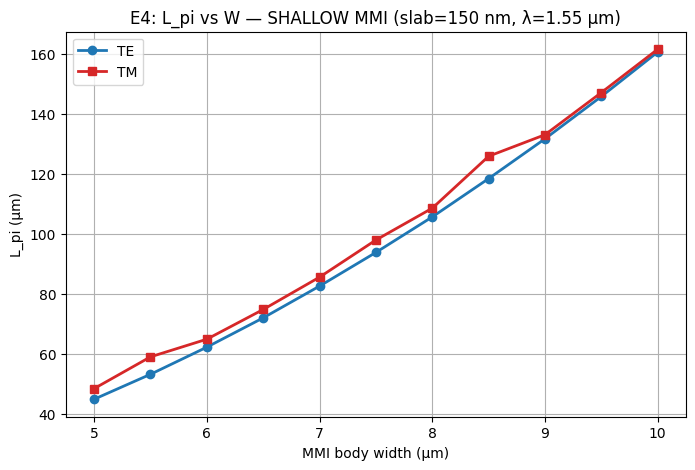 E4: L_pi vs W — SHALLOW MMI (slab=150 nm, λ=1.55 μm)
TE
TM
L_pi (μm)
160
140
120
100
80
60
40
5
6
7
8
9
10
MMI body width (μm)